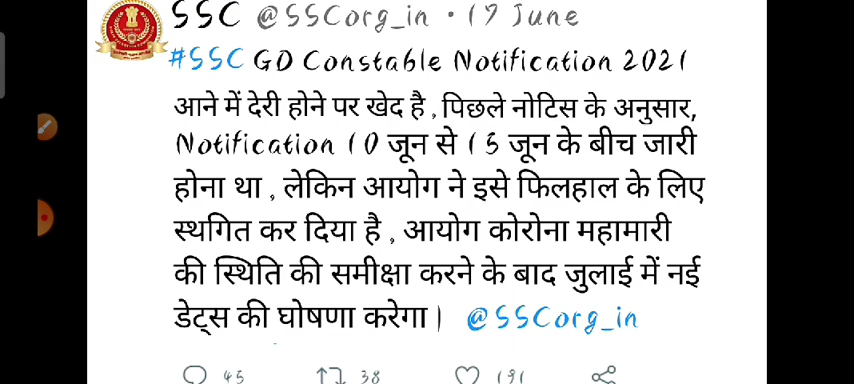 SSC @SSCorg_in · 17 June
#SSC GD Constable Notification 2021
आने में देरी होने पर खेद है , पिछले नोटिस के अनुसार,
Notification 10 जून से 15 जून के बीच जारी
होना था , लेकिन आयोग ने इसे फिलहाल के लिए
स्थगित कर दिया है , आयोग कोरोना महामारी
की स्थिति की समीक्षा करने के बाद जुलाई में नई
डेट्स की घोषणा करेगा। @SSCorg_in
45 38 191